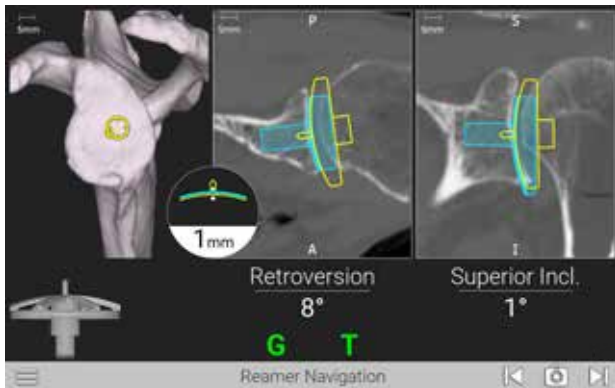 5mm
P
5mm
S
5mm
A
I
1mm
Retroversion
8°
Superior Incl.
1°
G T
Reamer Navigation